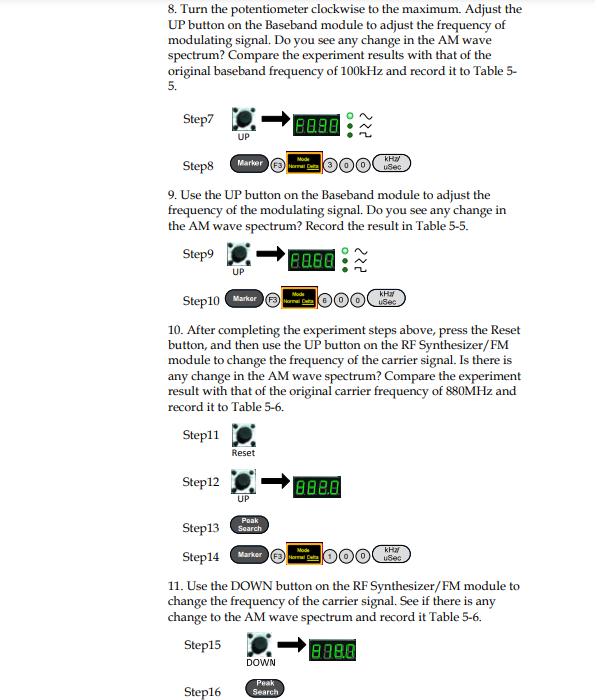 8. Turn the potentiometer clockwise to the maximum. Adjust the
UP button on the Baseband module to adjust the frequency of
modulating signal. Do you see any change in the AM wave
spectrum? Compare the experiment results with that of the
original baseband frequency of 100kHz and record it to Table 5-
5.
Step7
UP
Step8 Marker F3 Mode Normal Delta 3 0 0 kHz/ uSec
9. Use the UP button on the Baseband module to adjust the
frequency of the modulating signal. Do you see any change in
the AM wave spectrum? Record the result in Table 5-5.
Step9
UP
Step10 Marker F3 Mode Normal Delta 6 0 0 kHz/ uSec
10. After completing the experiment steps above, press the Reset
button, and then use the UP button on the RF Synthesizer/FM
module to change the frequency of the carrier signal. Is there is
any change in the AM wave spectrum? Compare the experiment
result with that of the original carrier frequency of 880MHz and
record it to Table 5-6.
Step11
Reset
Step12 882.0
UP
Step13 Peak Search
Step14 Marker F3 Mode Normal Delta 1 0 0 kHz/ uSec
11. Use the DOWN button on the RF Synthesizer/FM module to
change the frequency of the carrier signal. See if there is any
change to the AM wave spectrum and record it Table 5-6.
Step15 878.0
DOWN
Step16 Peak Search